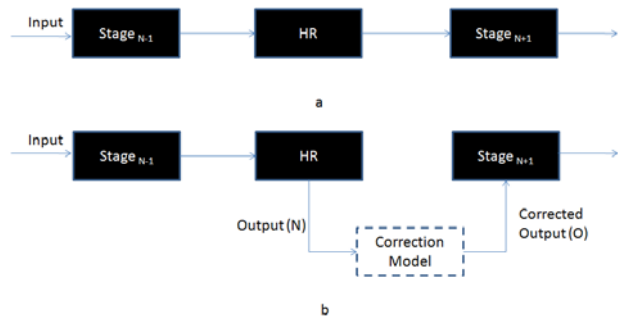 Input
Stage N-1
HR
Stage N+1
a
Input
Stage N-1
HR
Stage N+1
Output (N)
Correction
Model
Corrected
Output (O)
b